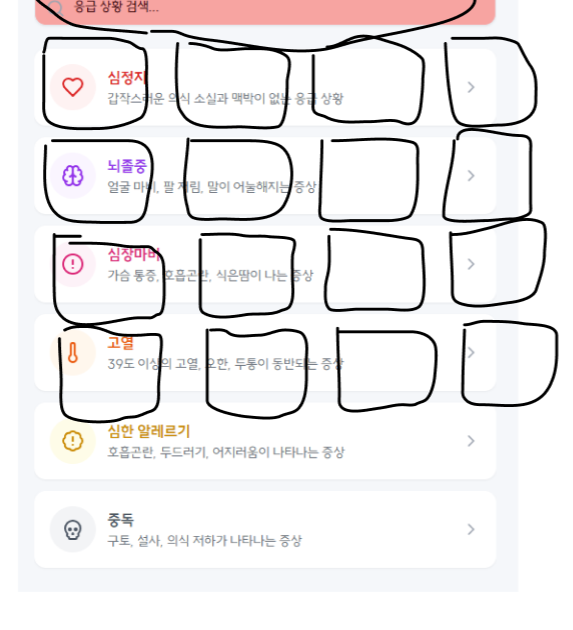 응급 상황 검색...
심정지
갑작스러운 의식 소실과 맥박이 없는 응급 상황
뇌졸중
얼굴 마비, 팔 저림, 말이 어눌해지는 증상
심장마비
가슴 통증, 호흡곤란, 식은땀이 나는 증상
고열
39도 이상의 고열, 오한, 두통이 동반되는 증상
심한 알레르기
호흡곤란, 두드러기, 어지러움이 나타나는 증상
중독
구토, 설사, 의식 저하가 나타나는 증상